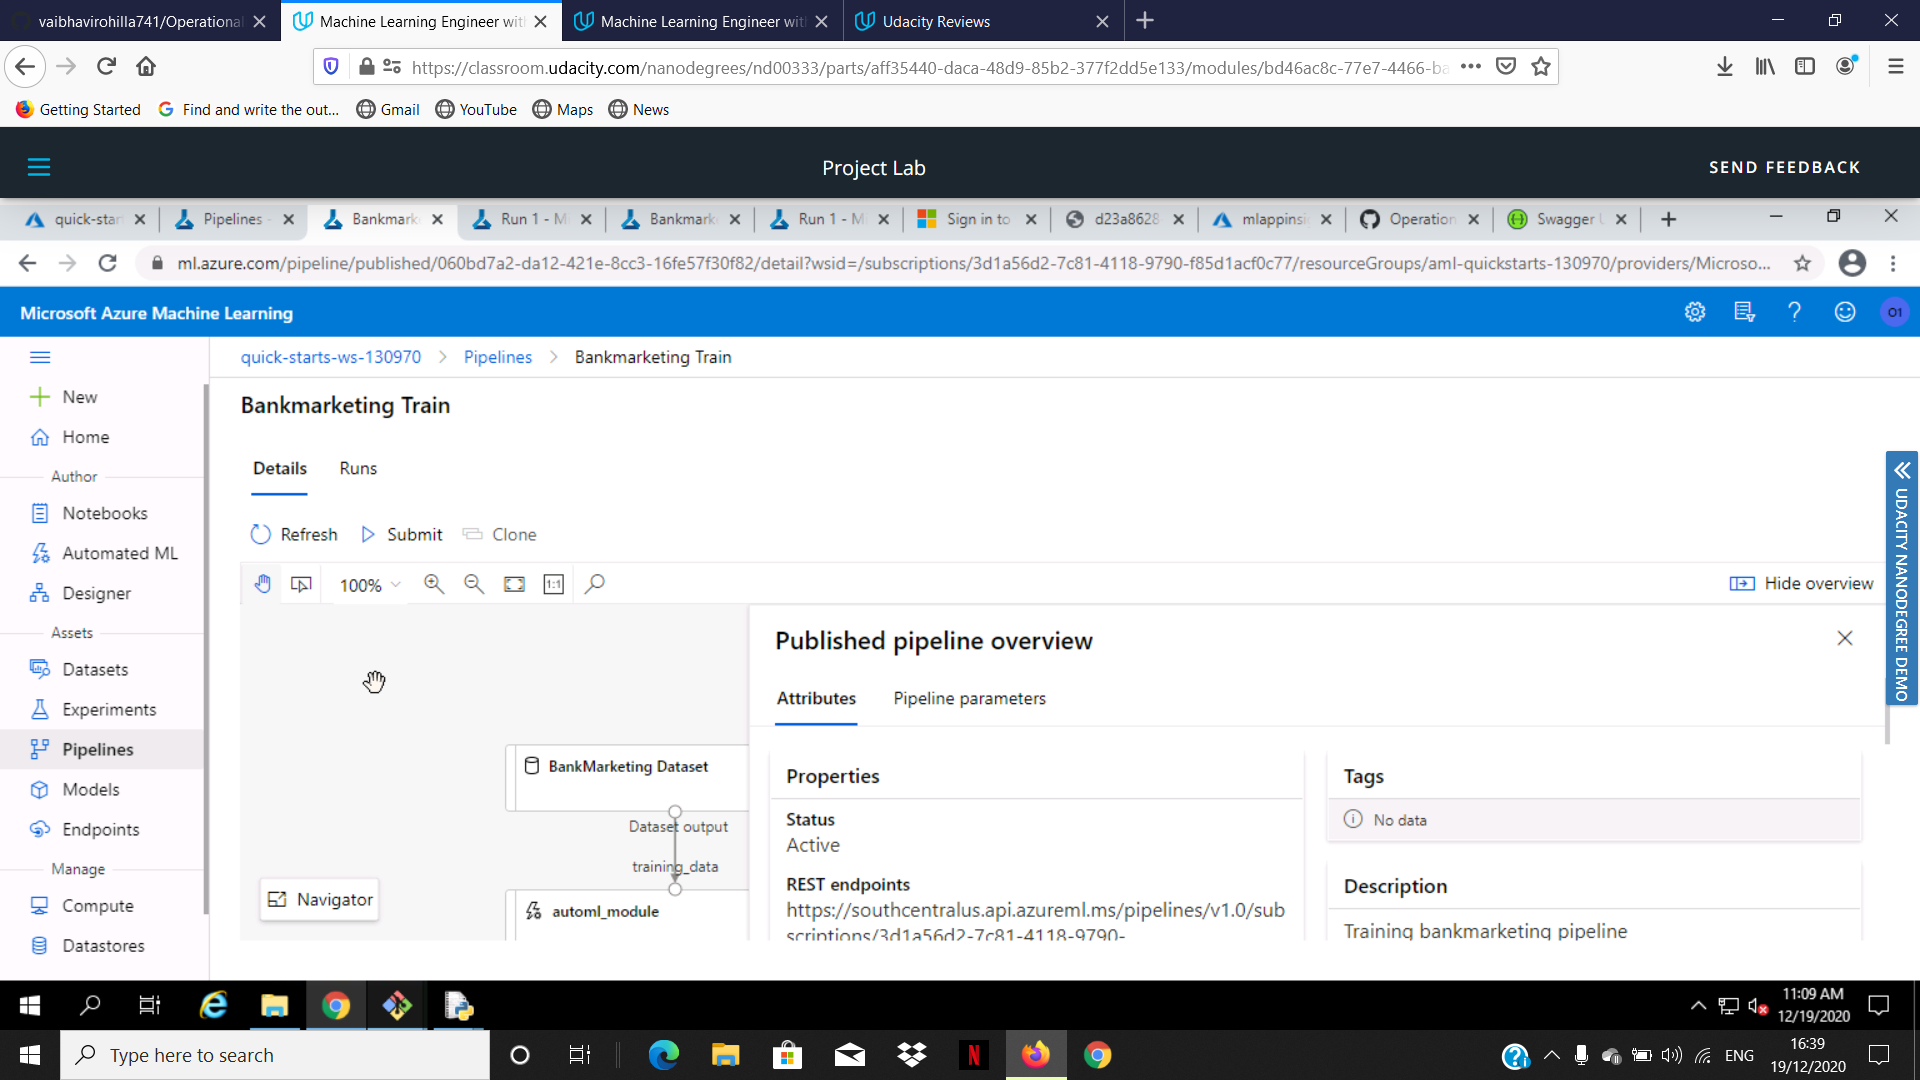 vaibhavirohilla741/Operational
Machine Learning Engineer wit
Machine Learning Engineer wit
Udacity Reviews
https://classroom.udacity.com/nanodegrees/nd00333/parts/aff35440-daca-48d9-85b2-377f2dd5e133/modules/bd46ac8c-77e7-4466-ba
Getting Started
Find and write the out...
Gmail
YouTube
Maps
News
Project Lab
SEND FEEDBACK
quick-star
Pipelines -
Bankmark
Run 1 - Mi
Bankmark
Run 1 - Mi
Sign in to
d23a8628
mlappinsi
Operation
Swagger U
ml.azure.com/pipeline/published/060bd7a2-da12-421e-8cc3-16fe57f30f82/detail?wsid=/subscriptions/3d1a56d2-7c81-4118-9790-f85d1acf0c77/resourceGroups/aml-quickstarts-130970/providers/Microso...
Microsoft Azure Machine Learning
O1
quick-starts-ws-130970 > Pipelines > Bankmarketing Train
New
Home
Author
Notebooks
Automated ML
Designer
Assets
Datasets
Experiments
Pipelines
Models
Endpoints
Manage
Compute
Datastores
Bankmarketing Train
Details
Runs
Refresh
Submit
Clone
100%
1:1
Hide overview
BankMarketing Dataset
Dataset output
training_data
automl_module
Navigator
Published pipeline overview
Attributes
Pipeline parameters
Properties
Status
Active
REST endpoints
https://southcentralus.api.azureml.ms/pipelines/v1.0/sub
scriptions/3d1a56d2-7c81-4118-9790-
Tags
No data
Description
Training bankmarketing pipeline
UDACITY NANODEGREE DEMO
11:09 AM
12/19/2020
Type here to search
ENG
16:39
19/12/2020